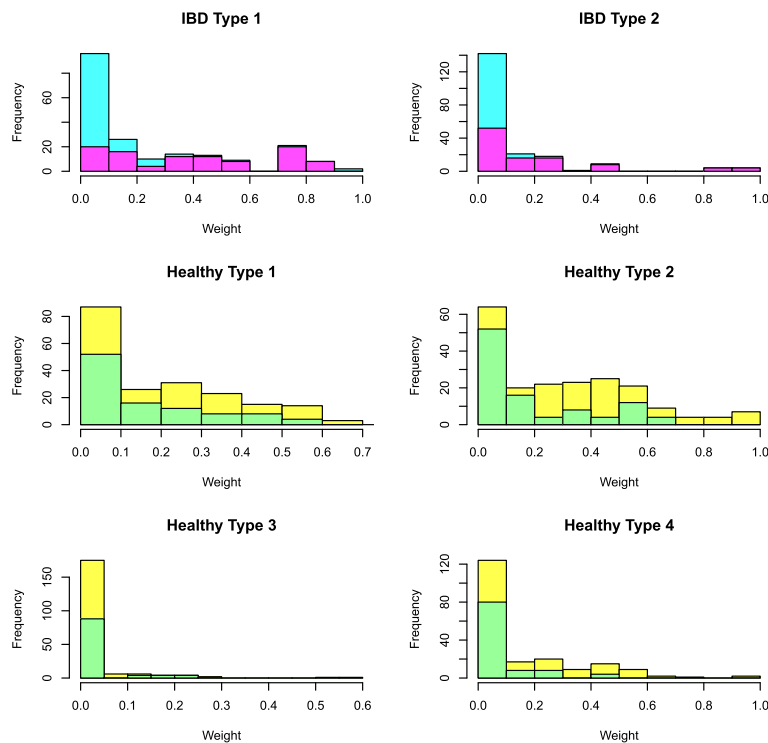 IBD Type 1
Frequency
0 20 60
0.0 0.2 0.4 0.6 0.8 1.0
Weight
IBD Type 2
Frequency
0 40 80 120
0.0 0.2 0.4 0.6 0.8 1.0
Weight
Healthy Type 1
Frequency
0 20 40 60 80
0.0 0.1 0.2 0.3 0.4 0.5 0.6 0.7
Weight
Healthy Type 2
Frequency
0 20 40 60
0.0 0.2 0.4 0.6 0.8 1.0
Weight
Healthy Type 3
Frequency
0 50 100 150
0.0 0.1 0.2 0.3 0.4 0.5 0.6
Weight
Healthy Type 4
Frequency
0 40 80 120
0.0 0.2 0.4 0.6 0.8 1.0
Weight